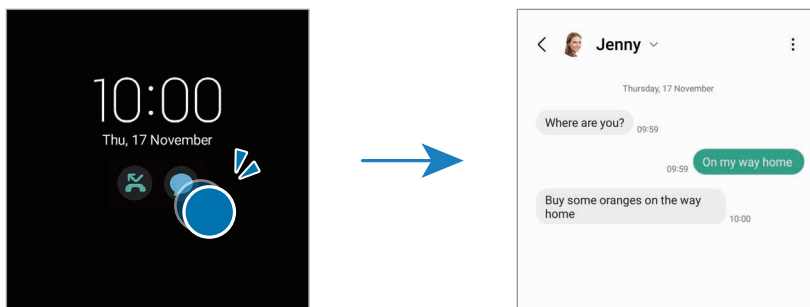 10:00
Thu, 17 November
Jenny
Thursday, 17 November
Where are you?
09:59
09:59
On my way home
Buy some oranges on the way
home
10:00